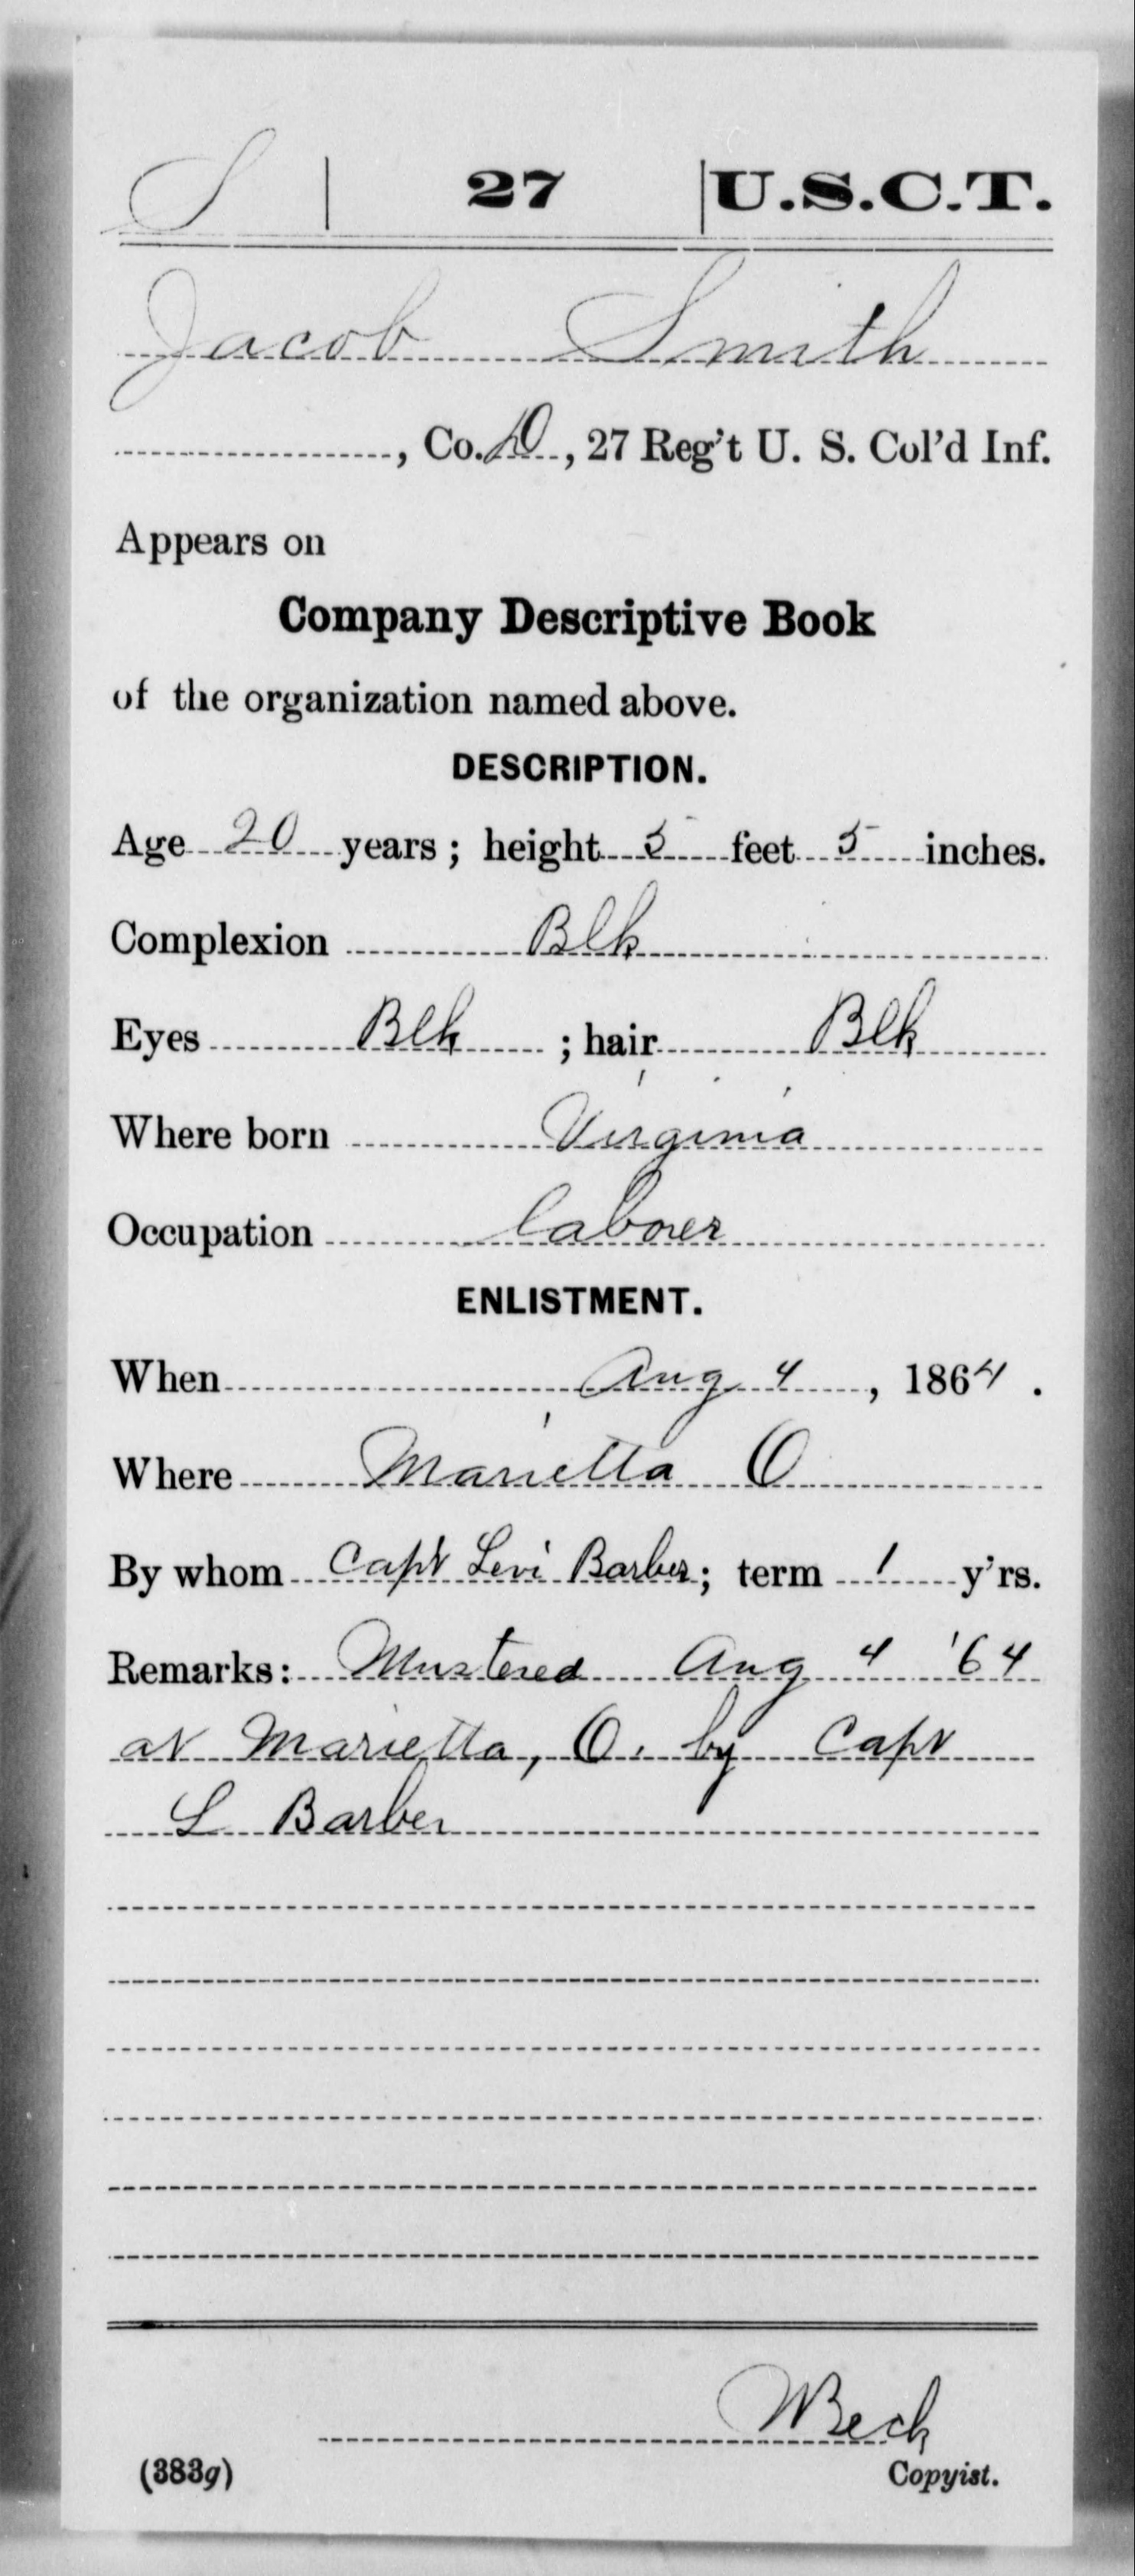 S | 27 | U.S.C.T.
Jacob Smith
, Co. D, 27 Reg't U. S. Col'd Inf.
Appears on
Company Descriptive Book
of the organization named above.
DESCRIPTION.
Age 20 years; height 5 feet 5 inches.
Complexion Blk
Eyes Blk ; hair Blk
Where born Virginia
Occupation laborer
ENLISTMENT.
When Aug 4, 1864.
Where Marietta O
By whom Capt Levi Barber; term 1 y'rs.
Remarks: Mustered Aug 4 '64
at Marietta, O. by Capt
L Barber
WBeck
(383g) Copyist.